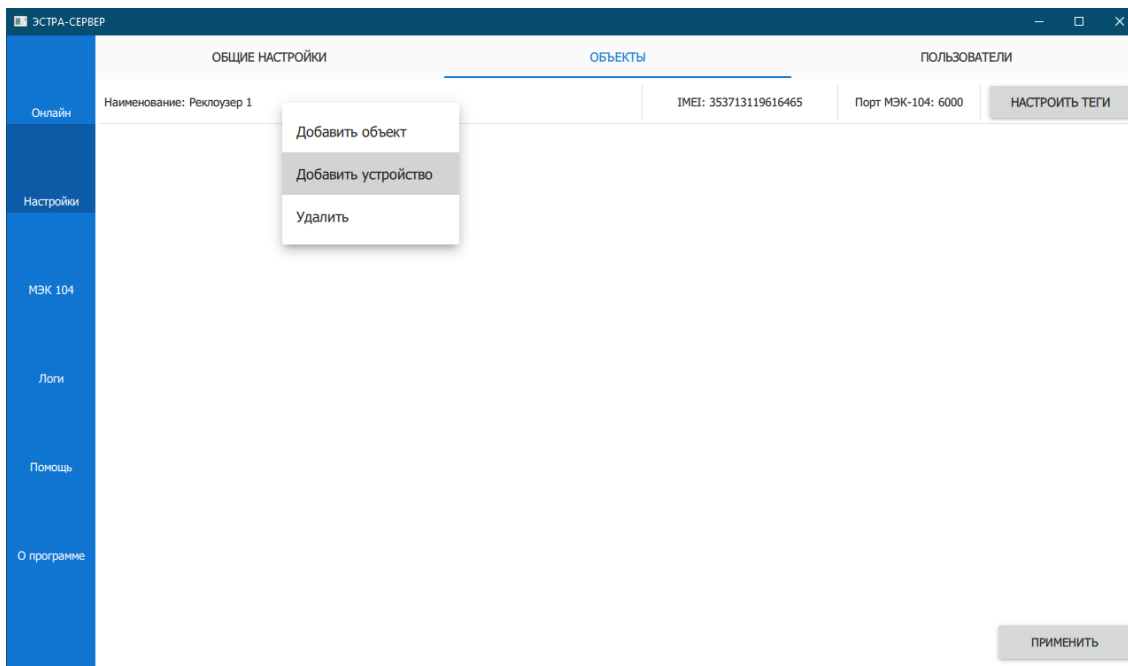 ЭСТРА-СЕРВЕР
ОБЩИЕ НАСТРОЙКИ ОБЪЕКТЫ ПОЛЬЗОВАТЕЛИ
Наименование: Реклоузер 1 IMEI: 353713119616465 Порт МЭК-104: 6000 НАСТРОИТЬ ТЕГИ
Онлайн
Добавить объект
Добавить устройство
Удалить
Настройки
МЭК 104
Логи
Помощь
О программе
ПРИМЕНИТЬ